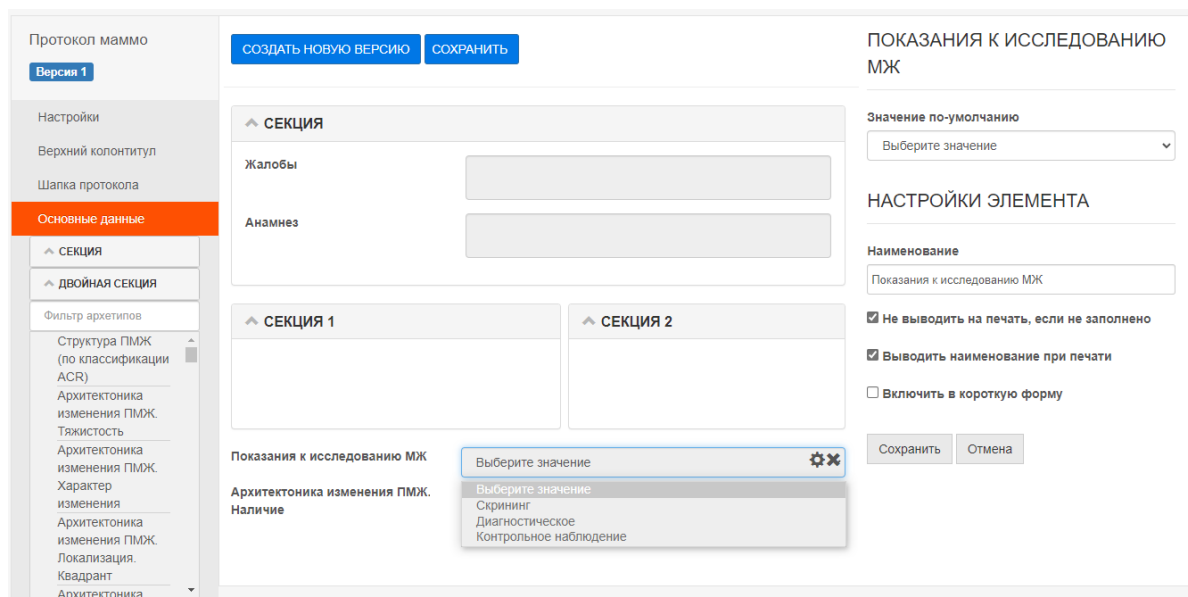 Протокол маммо
Версия 1
Настройки
Верхний колонтитул
Шапка протокола
Основные данные
СЕКЦИЯ
ДВОЙНАЯ СЕКЦИЯ
Фильтр архетипов
Структура ПМЖ
(по классификации
ACR)
Архитектоника
изменения ПМЖ.
Тяжистость
Архитектоника
изменения ПМЖ.
Характер
изменения
Архитектоника
изменения ПМЖ.
Локализация.
Квадрант
Архитектоника
СОЗДАТЬ НОВУЮ ВЕРСИЮ
СОХРАНИТЬ
СЕКЦИЯ
Жалобы
Анамнез
СЕКЦИЯ 1
СЕКЦИЯ 2
Показания к исследованию МЖ
Выберите значение
Архитектоника изменения ПМЖ.
Наличие
Выберите значение
Скрининг
Диагностическое
Контрольное наблюдение
ПОКАЗАНИЯ К ИССЛЕДОВАНИЮ
МЖ
Значение по-умолчанию
Выберите значение
НАСТРОЙКИ ЭЛЕМЕНТА
Наименование
Показания к исследованию МЖ
Не выводить на печать, если не заполнено
Выводить наименование при печати
Включить в короткую форму
Сохранить
Отмена